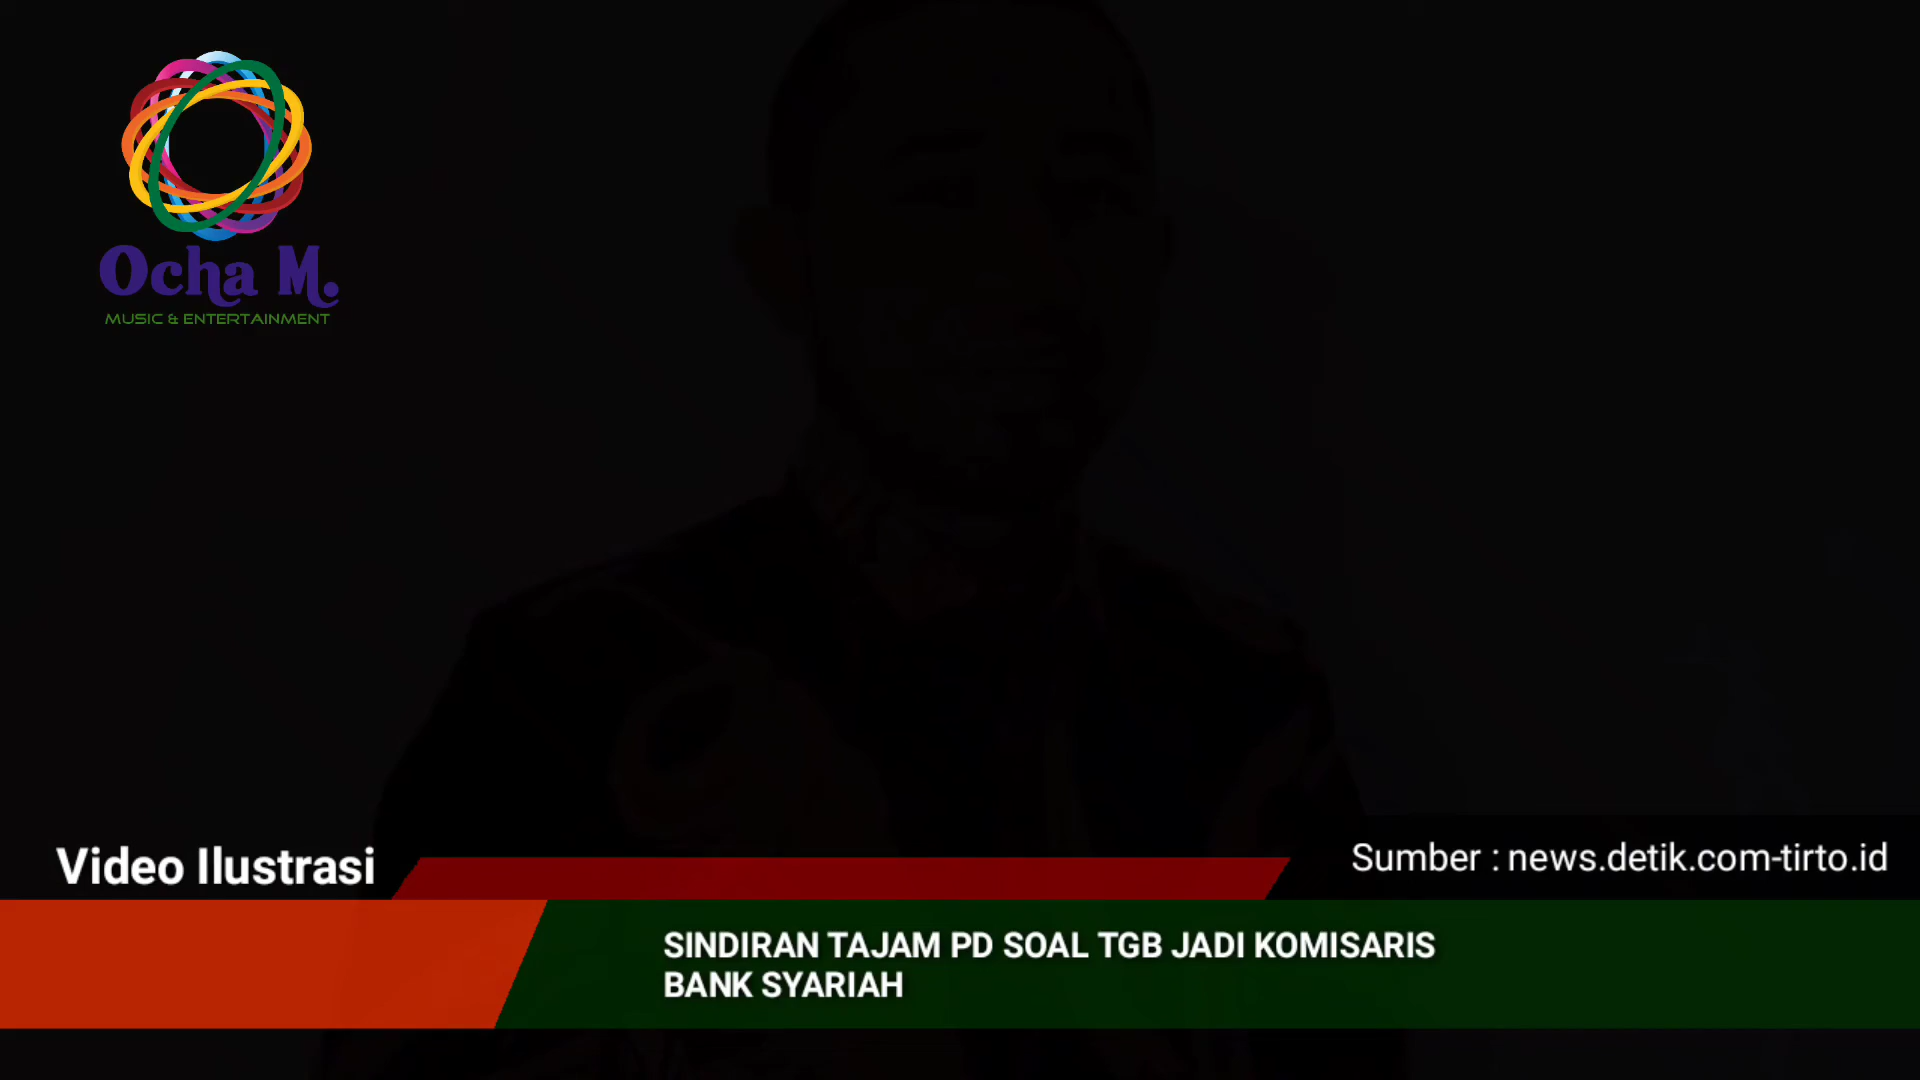 Ocha M.
MUSIC & ENTERTAINMENT
Video Ilustrasi
Sumber : news.detik.com-tirto.id
SINDIRAN TAJAM PD SOAL TGB JADI KOMISARIS
BANK SYARIAH